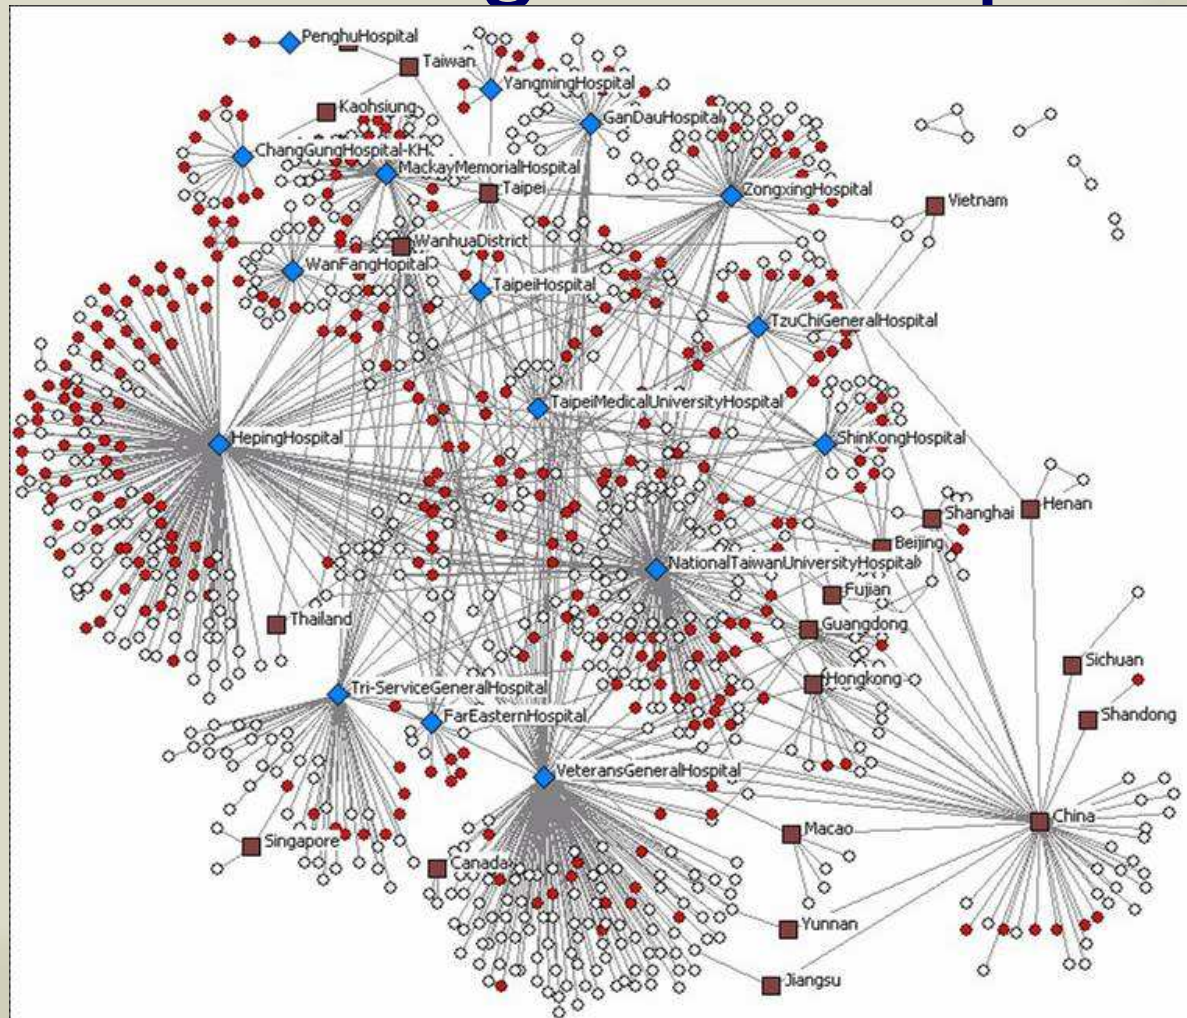 PenghuHospital
Taiwan
YangmingHospital
Kaohsiung
GanDauHospital
ChangGungHospital-KH
MackayMemorialHospital
Taipei
ZongxingHospital
Vietnam
WanhuaDistrict
WanFangHopital
TaipeiHospital
TzuChiGeneralHospital
TaipeiMedicalUniversityHospital
HepingHospital
ShinKongHospital
Henan
Shanghai
Beijing
NationalTaiwanUniversityHospital
Fujian
Thailand
Guangdong
Sichuan
Hongkong
Tri-ServiceGeneralHospital
Shandong
FarEasternHospital
VeteransGeneralHospital
China
Macao
Singapore
Canada
Yunnan
Jiangsu